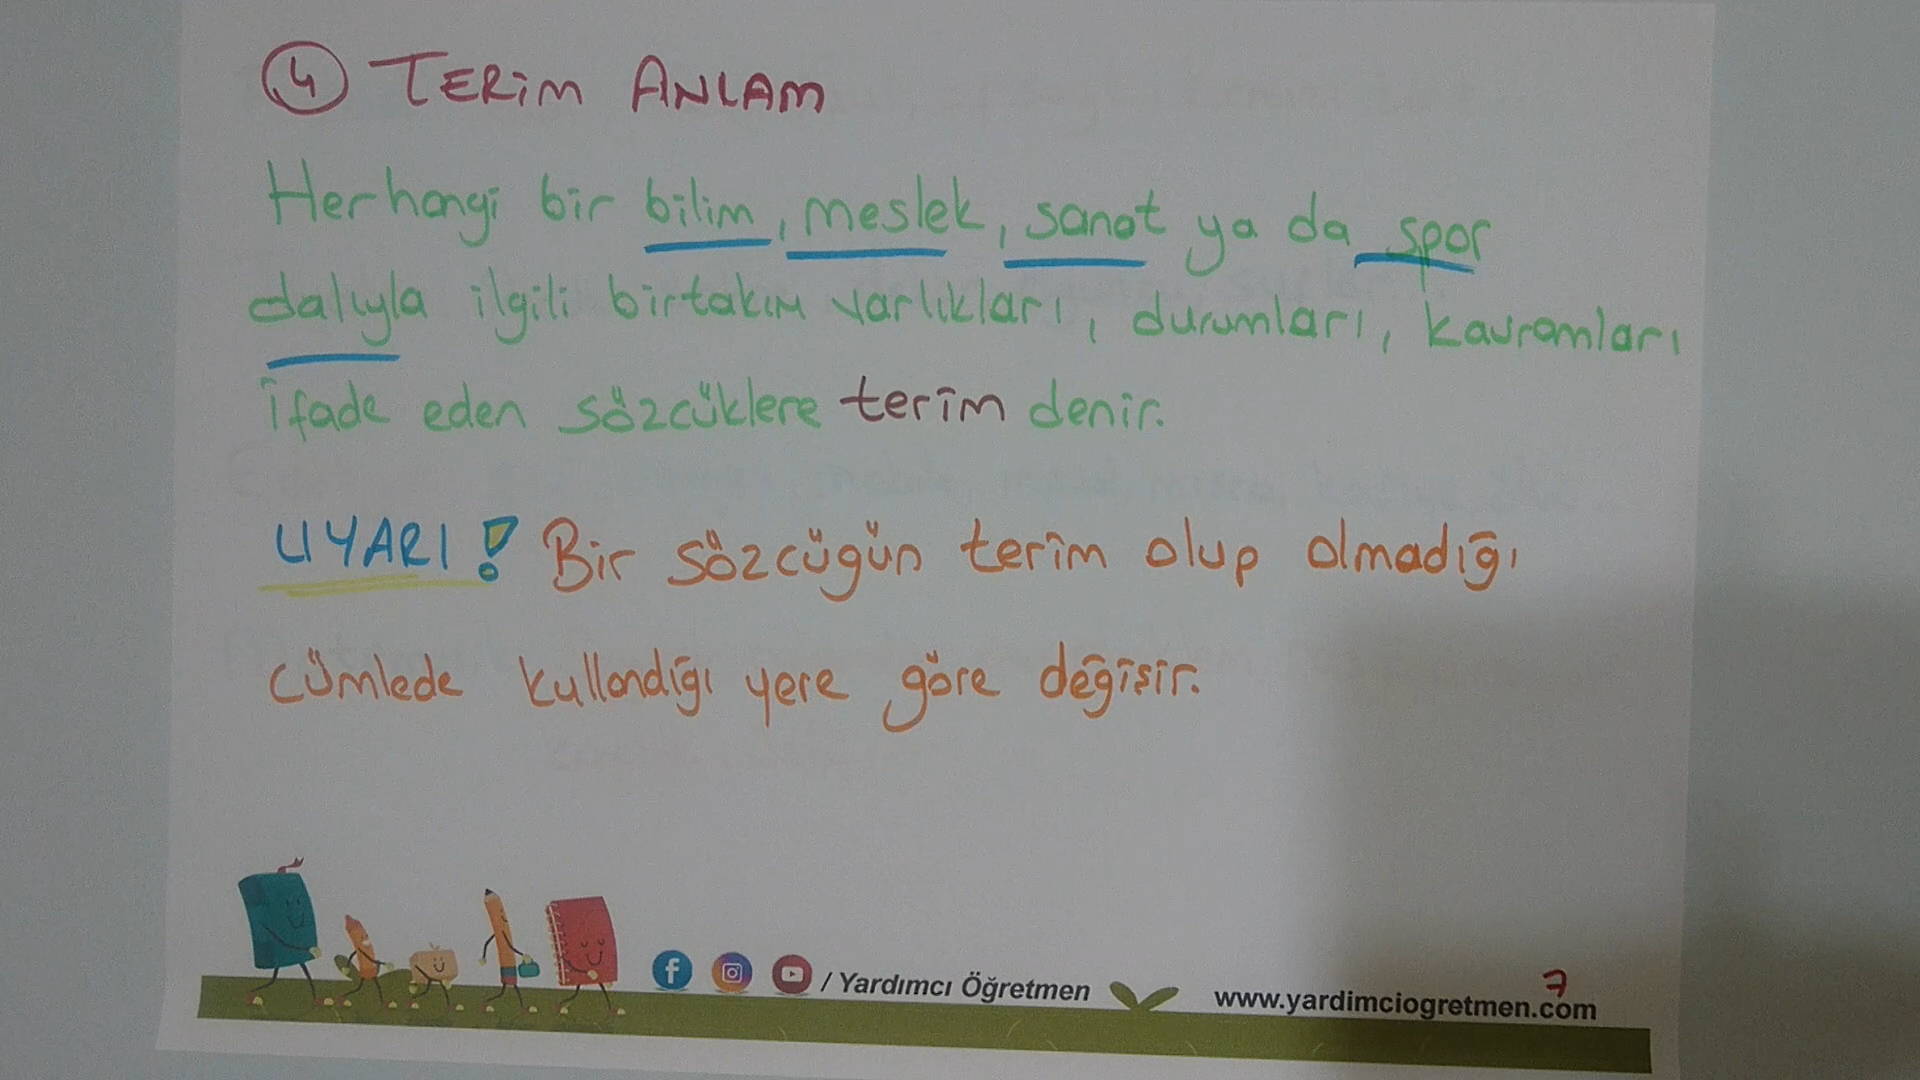 4 TERİM ANLAM
Herhangi bir bilim, meslek, sanat ya da spor
dalıyla ilgili birtakım varlıkları, durumları, kavramları
ifade eden sözcüklere terim denir.
UYARI! Bir sözcüğün terim olup olmadığı
cümlede kullandığı yere göre değişir.
/ Yardımcı Öğretmen
www.yardimciogretmen.com
7